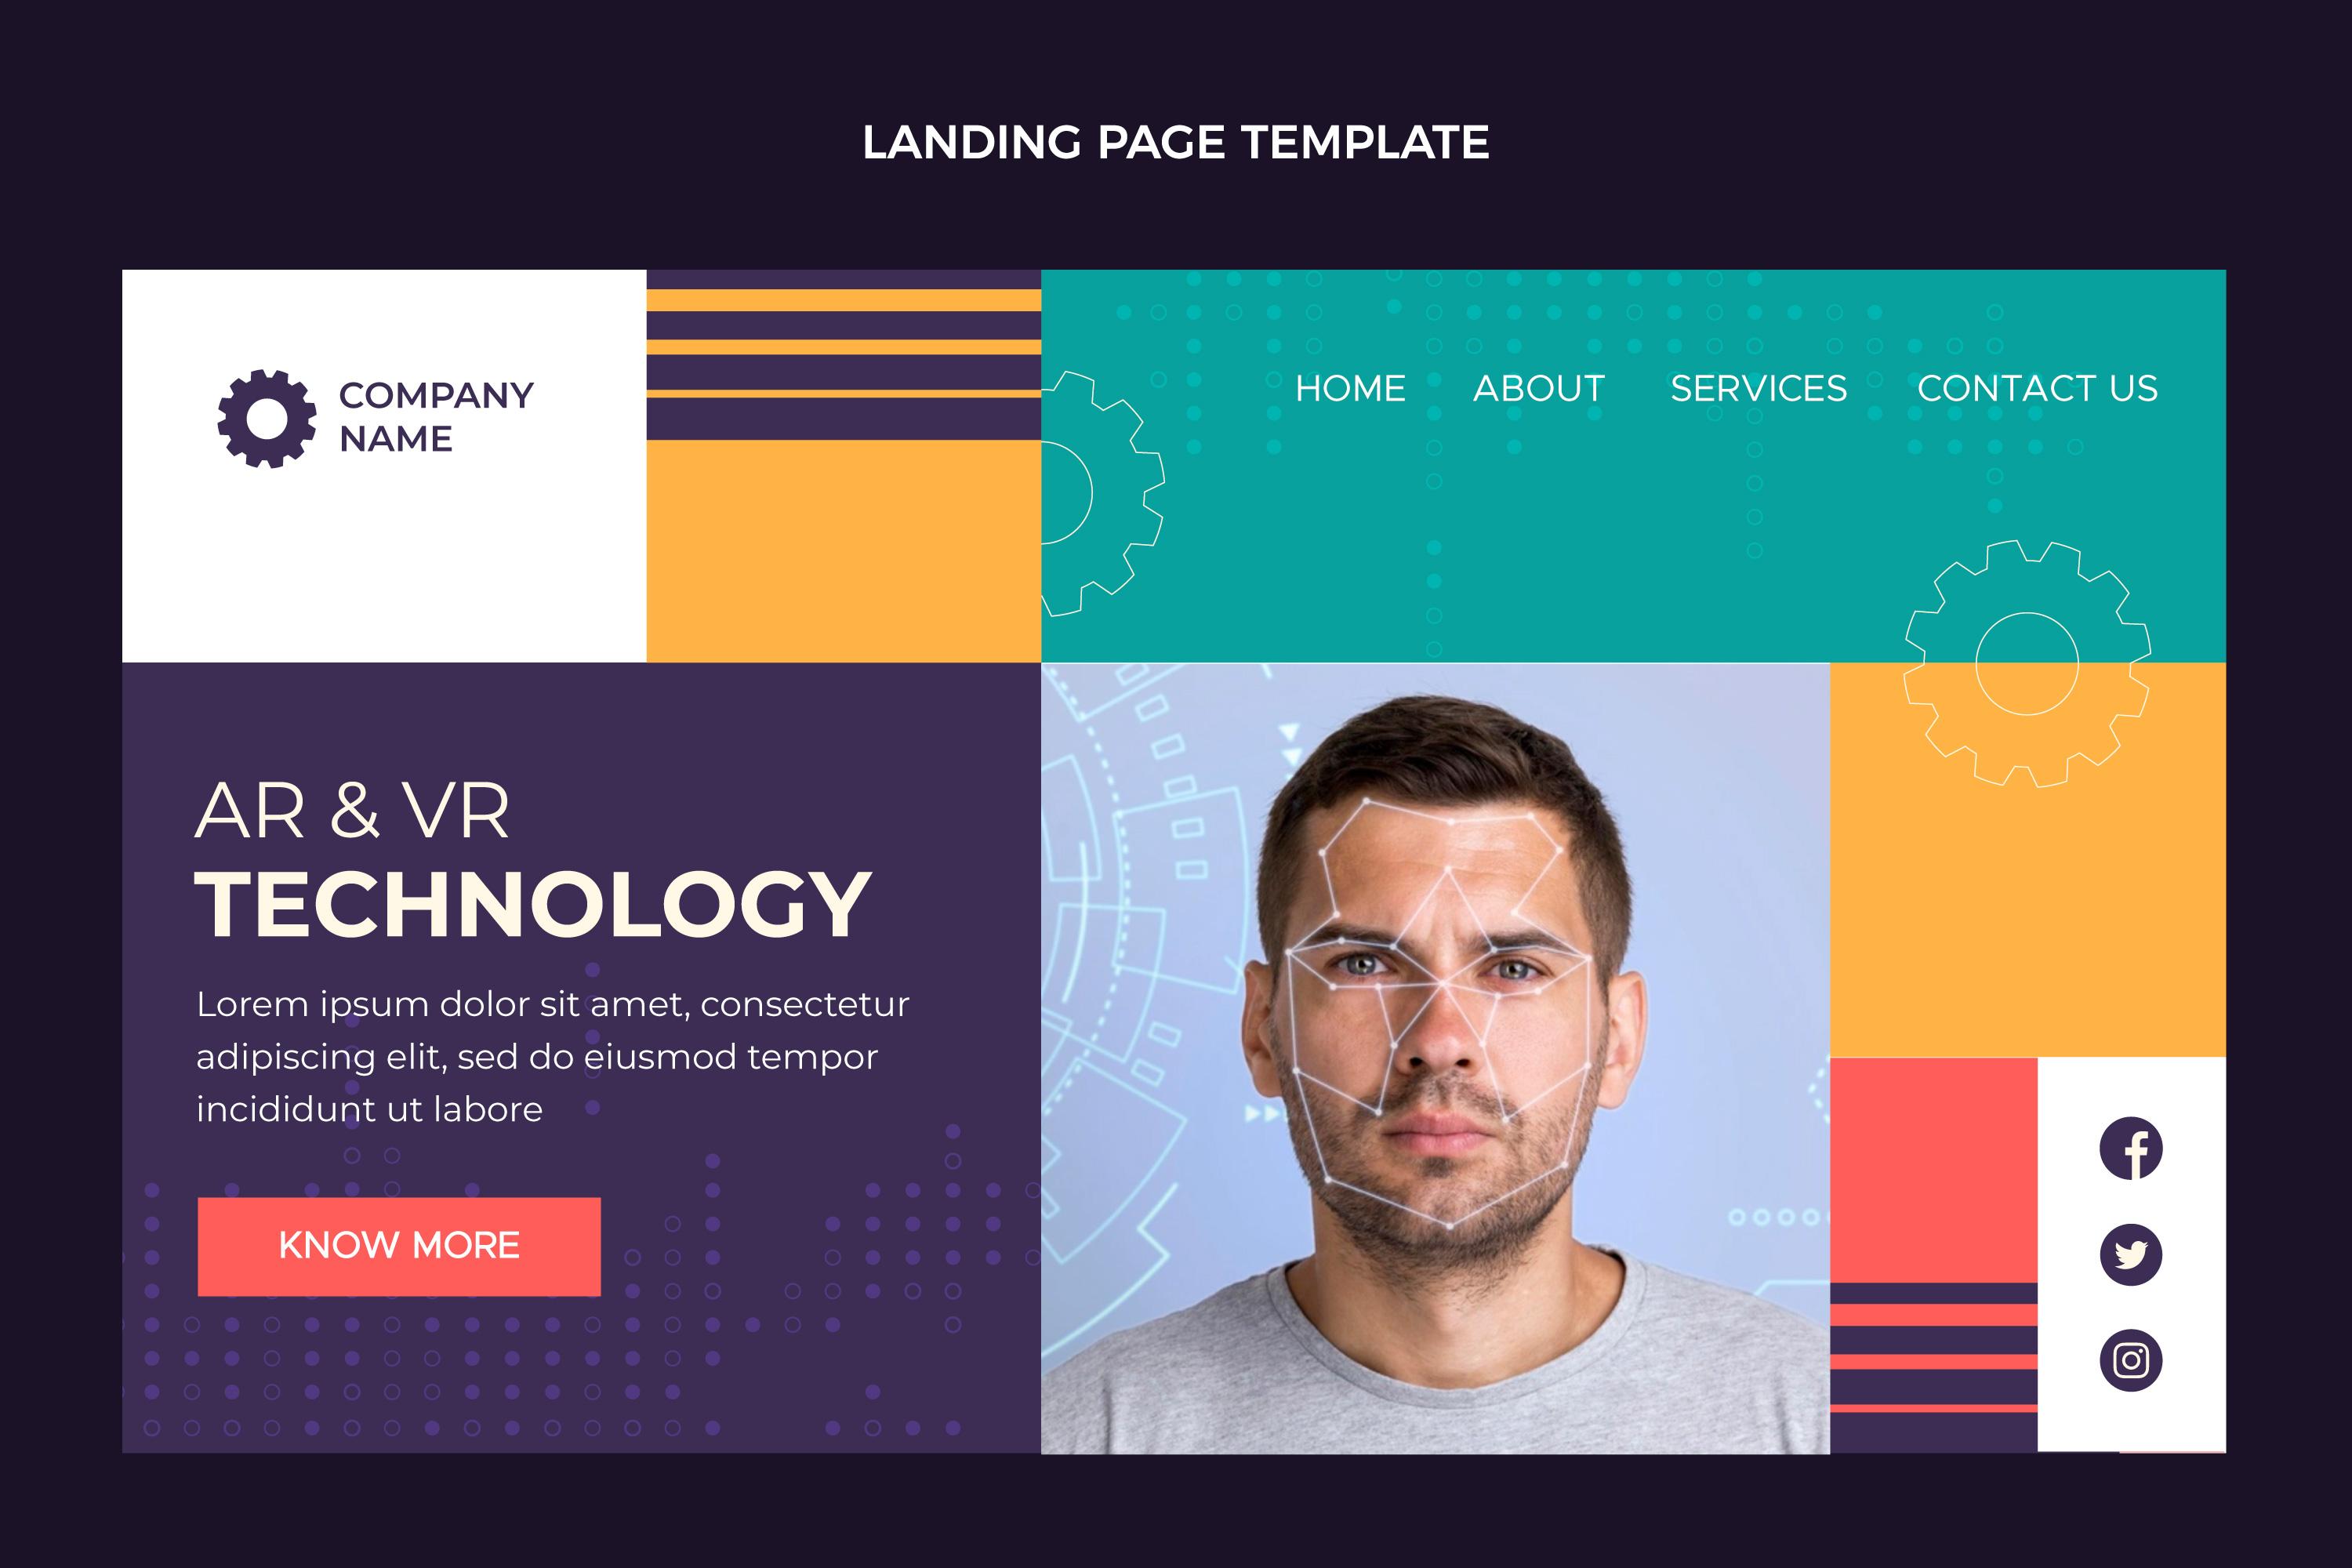 LANDING PAGE TEMPLATE
COMPANY
NAME
HOME ABOUT SERVICES CONTACT US
AR & VR
TECHNOLOGY
Lorem ipsum dolor sit amet, consectetur
adipiscing elit, sed do eiusmod tempor
incididunt ut labore
KNOW MORE